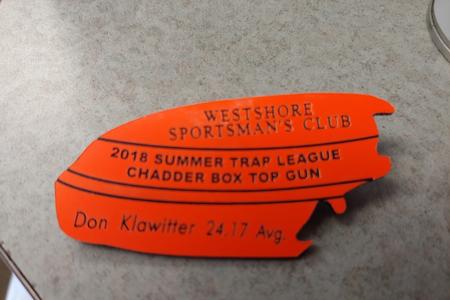 WESTSHORE
SPORTSMAN'S CLUB
2018 SUMMER TRAP LEAGUE
CHADDER BOX TOP GUN
Don Klawitter 24.17 Avg.